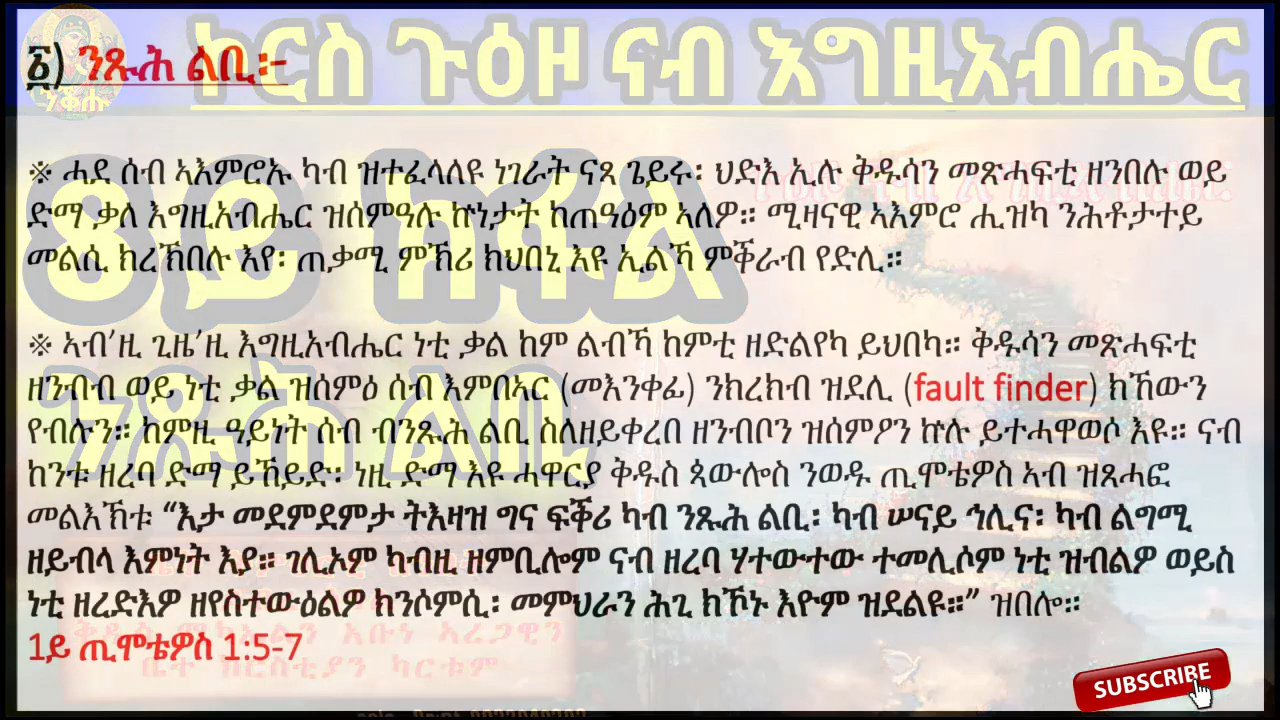 ፩) ንጹሕ ልቢ፡-
ኮርስ ጉዕዞ ናብ እግዚአብሔር
8ይ ክፋል
ንጹሕ ልቢ
※ ሓደ ሰብ ኣእምሮኡ ካብ ዝተፈላለዩ ነገራት ናጻ ጌይሩ፡ ህድእ ኢሉ ቅዱሳን መጽሓፍቲ ዘንበሉ ወይ
ድማ ቃለ እግዚአብሔር ዝሰምዓሉ ኵነታት ከጠዓዕም ኣለዎ። ሚዛናዊ ኣእምሮ ሒዝካ ንሕቶታተይ
መልሲ ክረኽበሉ እየ፡ ጠቃሚ ምኽሪ ክህበኒ እዩ ኢልኻ ምቕራብ የድሊ።
※ ኣብ’ዚ ጊዜ’ዚ እግዚአብሔር ነቲ ቃል ከም ልብኻ ከምቲ ዘድልየካ ይህበካ። ቅዱሳን መጽሓፍቲ
ዘንብብ ወይ ነቲ ቃል ዝሰምዕ ሰብ እምበኣር (መእንቀፊ) ንክረክብ ዝደሊ (fault finder) ክኸውን
የብሉን። ከምዚ ዓይነት ሰብ ብንጹሕ ልቢ ስለዘይቀረበ ዘንብቦን ዝሰምዖን ኵሉ ይተሓዋወሶ እዩ። ናብ
ከንቱ ዘረባ ድማ ይኸይድ፡ ነዚ ድማ እዩ ሓዋርያ ቅዱስ ጳውሎስ ንወዱ ጢሞቴዎስ ኣብ ዝጸሓፎ
መልእኽቱ “እታ መደምደምታ ትእዛዝ ግና ፍቕሪ ካብ ንጹሕ ልቢ፡ ካብ ሠናይ ኅሊና፡ ካብ ልግሚ
ዘይብላ እምነት እያ። ገሊኦም ካብዚ ዘምቢሎም ናብ ዘረባ ሃተውተው ተመሊሶም ነቲ ዝብልዎ ወይስ
ነቲ ዘረድእዎ ዘየስተውዕልዎ ክንሶምሲ፡ መምህራን ሕጊ ክኾኑ እዮም ዝደልዩ።” ዝበሎ።
1ይ ጢሞቴዎስ 1:5-7
SUBSCRIBE